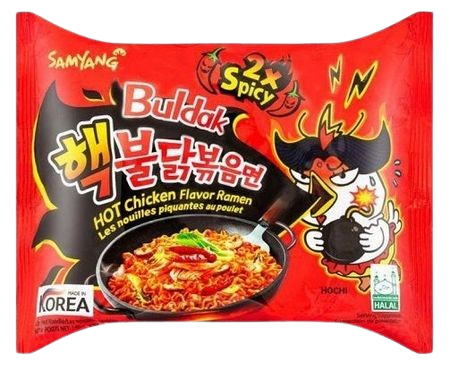 SAMYANG
2x
Spicy
Buldak
핵불닭볶음면
HOT Chicken Flavor Ramen
Les nouilles piquantes au poulet
MADE IN
KOREA
HOCHI
HALAL